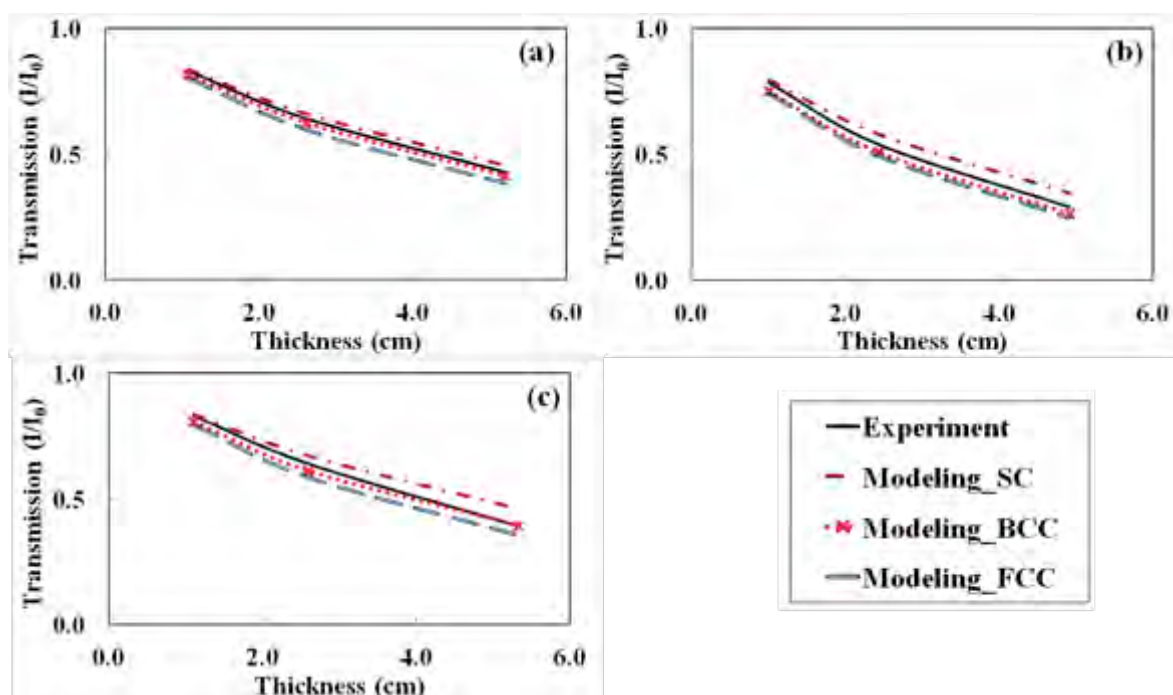 1.0
(a)
Transmission (I/I₀)
0.5
0.0
0.0 2.0 4.0 6.0
Thickness (cm)
1.0
(b)
Transmission (I/I₀)
0.5
0.0
0.0 2.0 4.0 6.0
Thickness (cm)
1.0
(c)
Transmission (I/I₀)
0.5
0.0
0.0 2.0 4.0 6.0
Thickness (cm)
Experiment
Modeling_SC
Modeling_BCC
Modeling_FCC